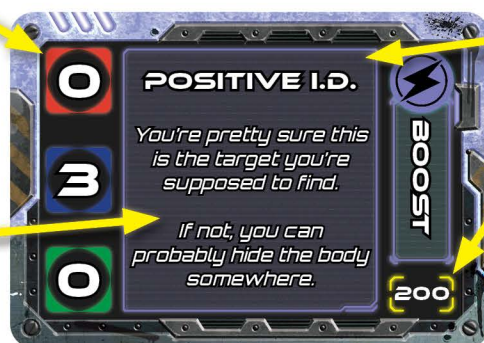 0
3
0
POSITIVE I.D.
You're pretty sure this
is the target you're
supposed to find.
If not, you can
probably hide the body
somewhere.
BOOST
200